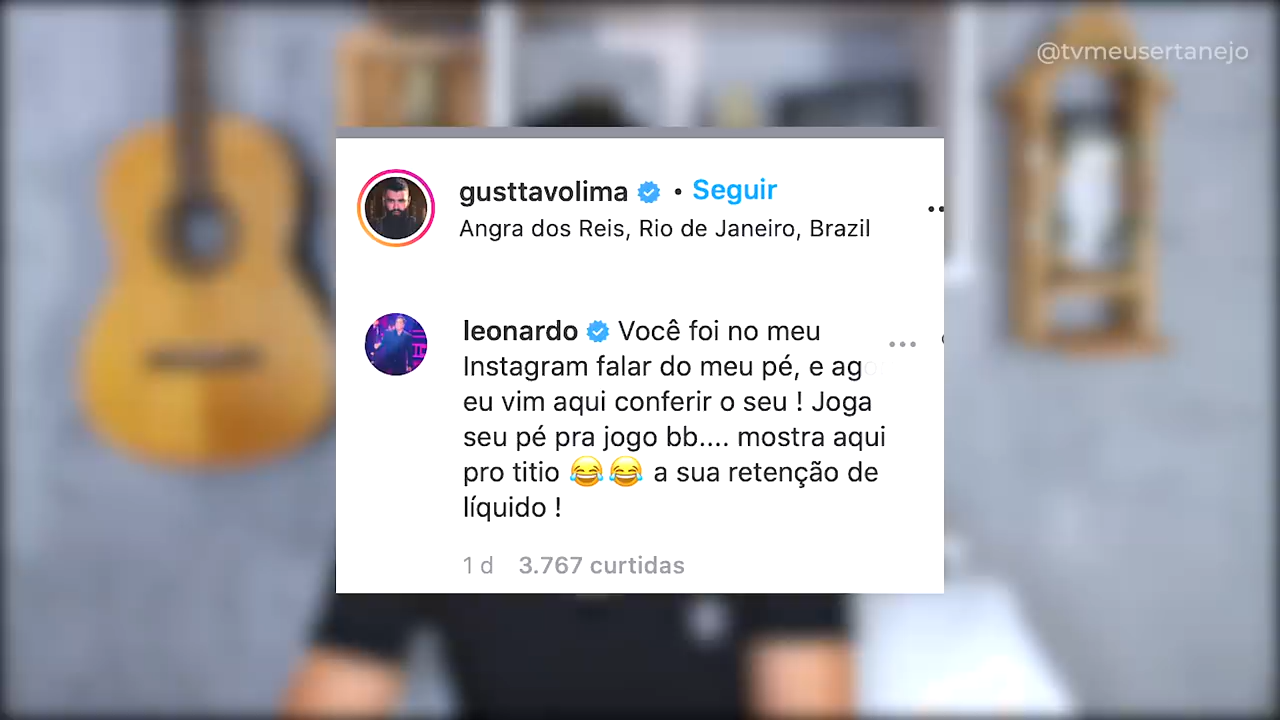 @tvmeusertanejo
gusttavolima • Seguir
Angra dos Reis, Rio de Janeiro, Brazil
leonardo Você foi no meu
Instagram falar do meu pé, e ago
eu vim aqui conferir o seu ! Joga
seu pé pra jogo bb.... mostra aqui
pro titio 😂😂 a sua retenção de
líquido !
1 d 3.767 curtidas